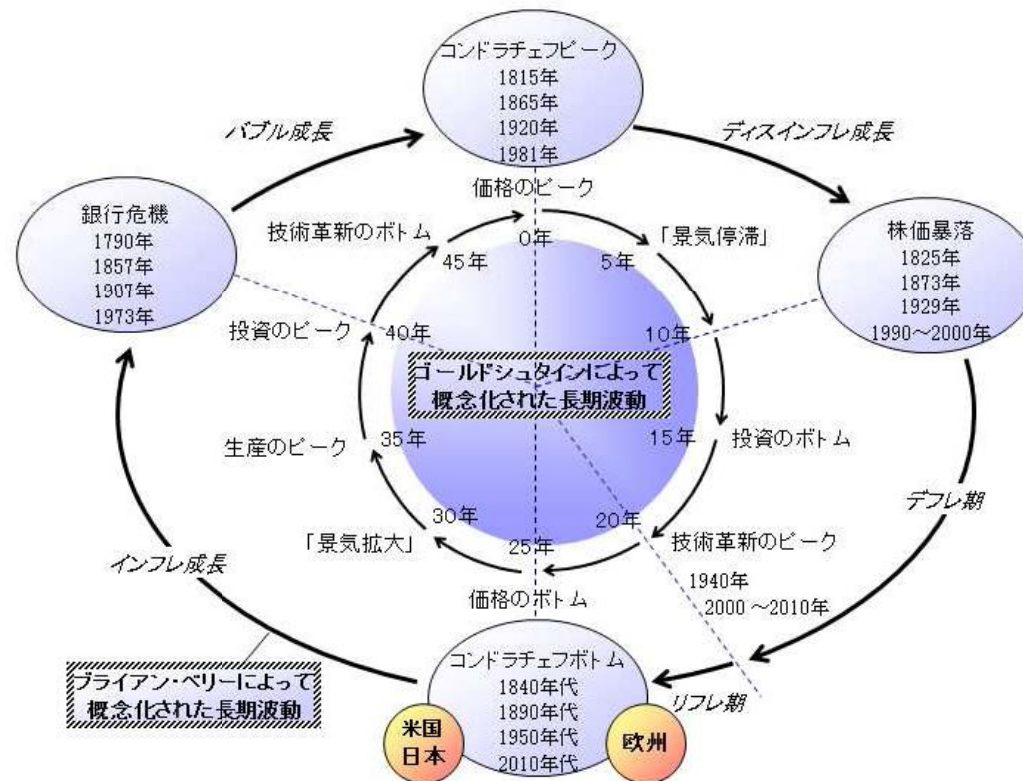 コンドラチェフピーク
1815年
1865年
1920年
1981年
バブル成長
ディスインフレ成長
価格のピーク
銀行危機
1790年
1857年
1907年
1973年
技術革新のボトム
0年
「景気停滞」
株価暴落
1825年
1873年
1929年
1990～2000年
45年
5年
投資のピーク
40年
10年
ゴールドシュタインによって
概念化された長期波動
生産のピーク
35年
15年
投資のボトム
デフレ期
30年
20年
「景気拡大」
25年
技術革新のピーク
インフレ成長
1940年
2000～2010年
価格のボトム
コンドラチェフボトム
1840年代
1890年代
1950年代
2010年代
リフレ期
ブライアン・ベリーによって
概念化された長期波動
米国
日本
欧州